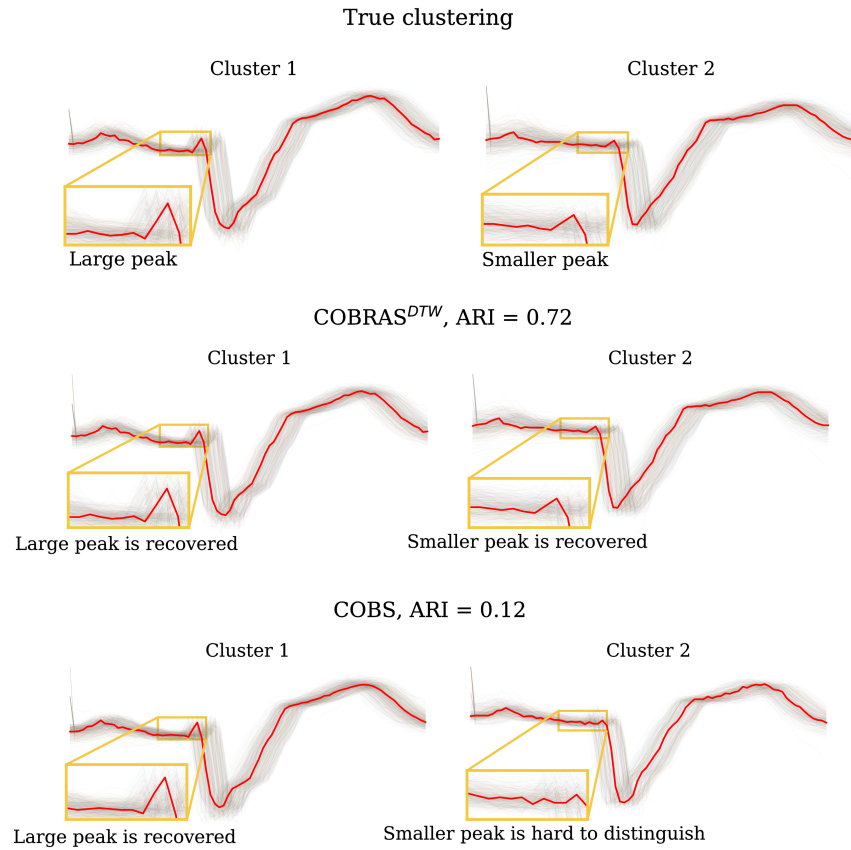 True clustering
Cluster 1
Cluster 2
Large peak
Smaller peak
COBRAS^DTW, ARI = 0.72
Cluster 1
Cluster 2
Large peak is recovered
Smaller peak is recovered
COBS, ARI = 0.12
Cluster 1
Cluster 2
Large peak is recovered
Smaller peak is hard to distinguish